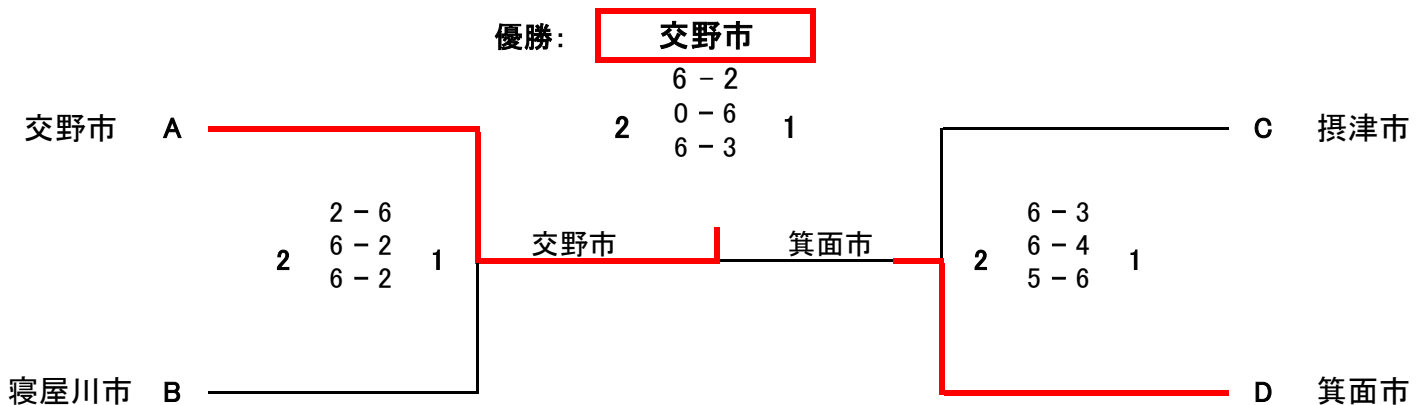 優勝: 交野市
6 - 2
2 0 - 6 1
6 - 3
交野市 A
C 摂津市
2 - 6
2 6 - 2 1
6 - 2
交野市
箕面市
6 - 3
2 6 - 4 1
5 - 6
寝屋川市 B
D 箕面市